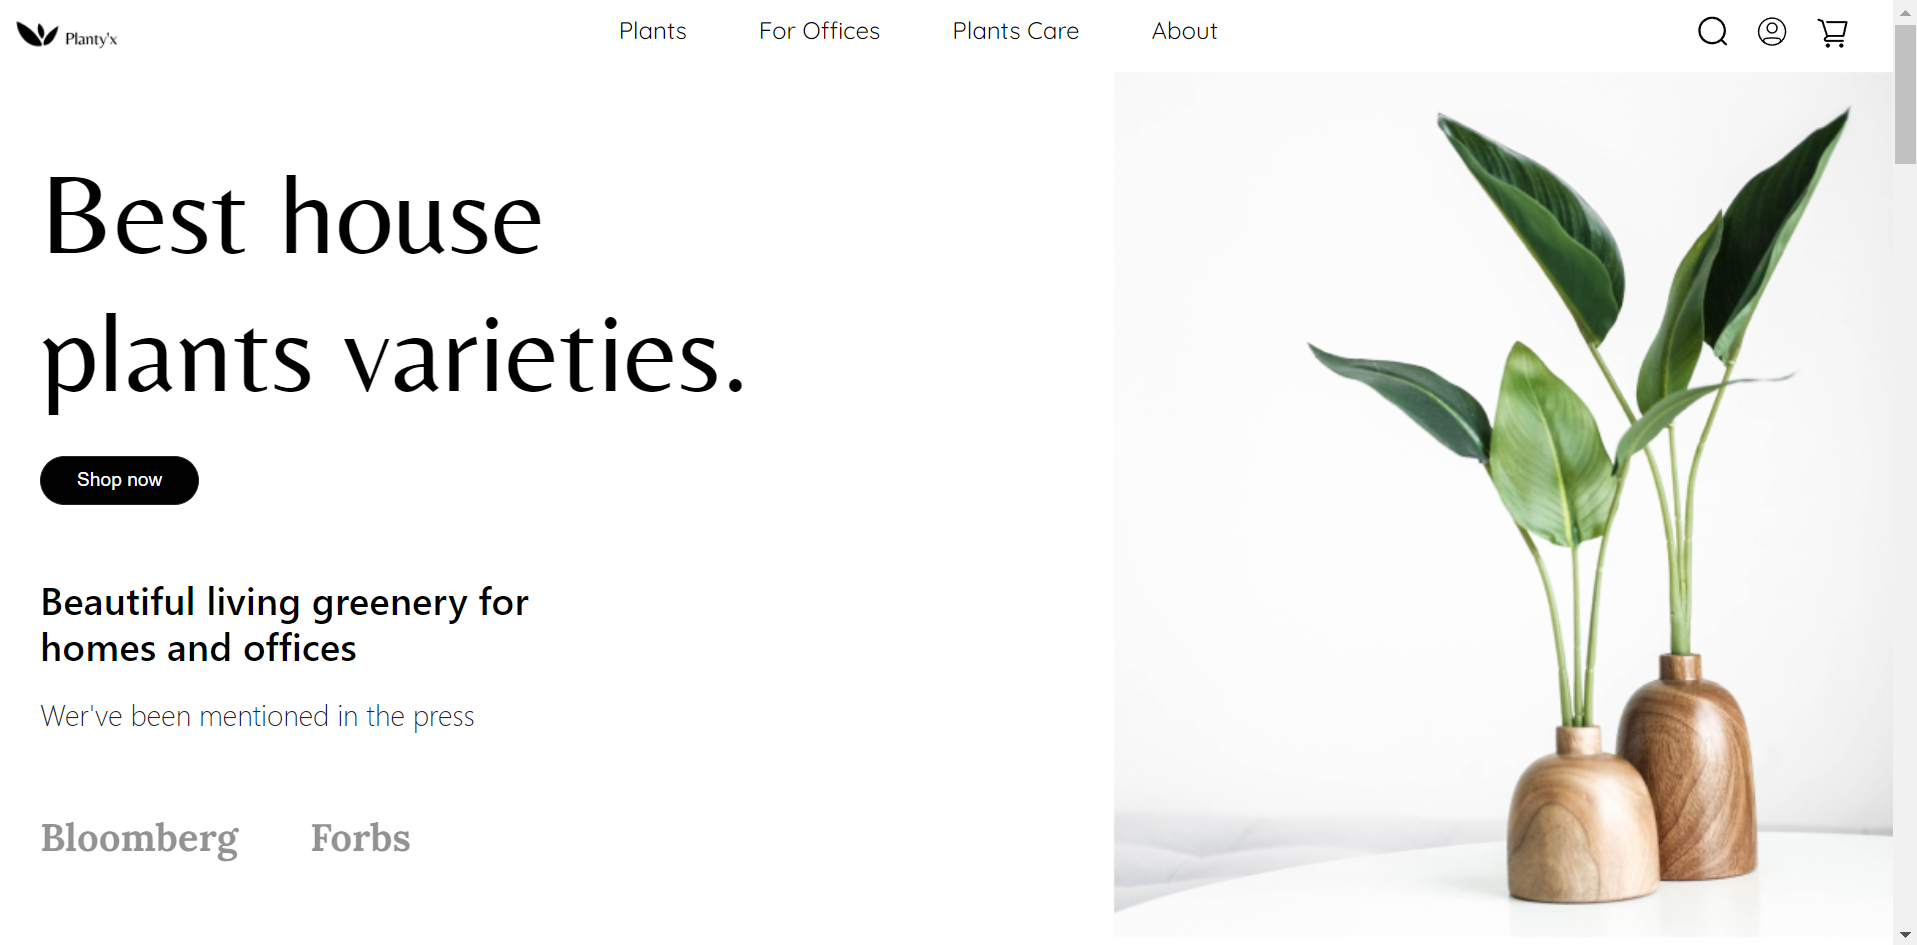 Planty'x
Plants
For Offices
Plants Care
About
Best house
plants varieties.
Shop now
Beautiful living greenery for
homes and offices
Wer've been mentioned in the press
Bloomberg
Forbs